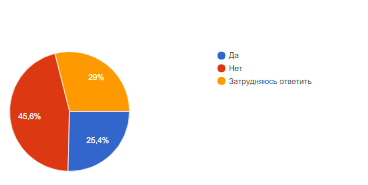 Да
Нет
Затрудняюсь ответить
29%
45,6%
25,4%